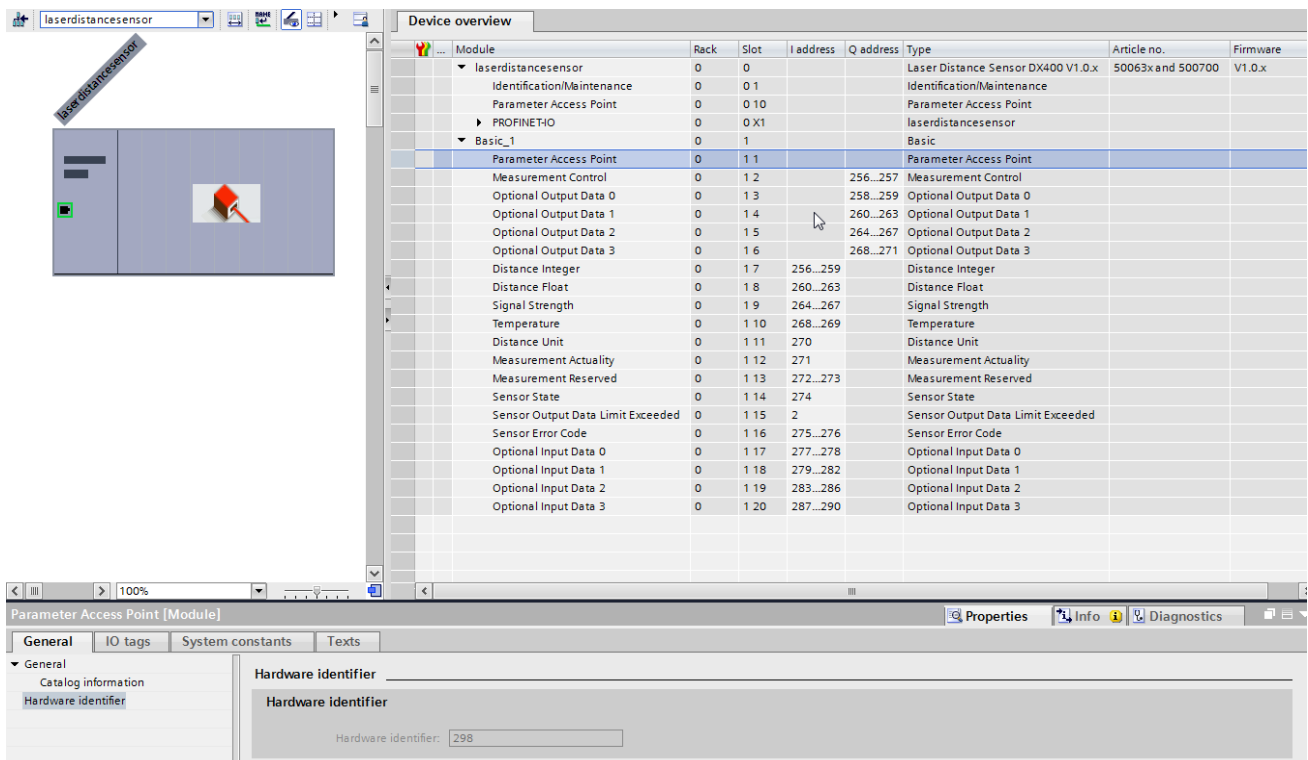 laserdistancesensor
Device overview
... Module Rack Slot I address Q address Type Article no. Firmware
laserdistancesensor 0 0 Laser Distance Sensor DX400 V1.0.x 50063x and 500700 V1.0.x
Identification/Maintenance 0 0 1 Identification/Maintenance
Parameter Access Point 0 0 10 Parameter Access Point
PROFINET-IO 0 0 X1 laserdistancesensor
Basic_1 0 1 Basic
Parameter Access Point 0 1 1 Parameter Access Point
Measurement Control 0 1 2 256...257 Measurement Control
Optional Output Data 0 0 1 3 258...259 Optional Output Data 0
Optional Output Data 1 0 1 4 260...263 Optional Output Data 1
Optional Output Data 2 0 1 5 264...267 Optional Output Data 2
Optional Output Data 3 0 1 6 268...271 Optional Output Data 3
Distance Integer 0 1 7 256...259 Distance Integer
Distance Float 0 1 8 260...263 Distance Float
Signal Strength 0 1 9 264...267 Signal Strength
Temperature 0 1 10 268...269 Temperature
Distance Unit 0 1 11 270 Distance Unit
Measurement Actuality 0 1 12 271 Measurement Actuality
Measurement Reserved 0 1 13 272...273 Measurement Reserved
Sensor State 0 1 14 274 Sensor State
Sensor Output Data Limit Exceeded 0 1 15 2 Sensor Output Data Limit Exceeded
Sensor Error Code 0 1 16 275...276 Sensor Error Code
Optional Input Data 0 0 1 17 277...278 Optional Input Data 0
Optional Input Data 1 0 1 18 279...282 Optional Input Data 1
Optional Input Data 2 0 1 19 283...286 Optional Input Data 2
Optional Input Data 3 0 1 20 287...290 Optional Input Data 3
laserdistancesensor
100%
Parameter Access Point [Module]
Properties Info Diagnostics
General IO tags System constants Texts
General
Catalog information
Hardware identifier
Hardware identifier
Hardware identifier
Hardware identifier: 298